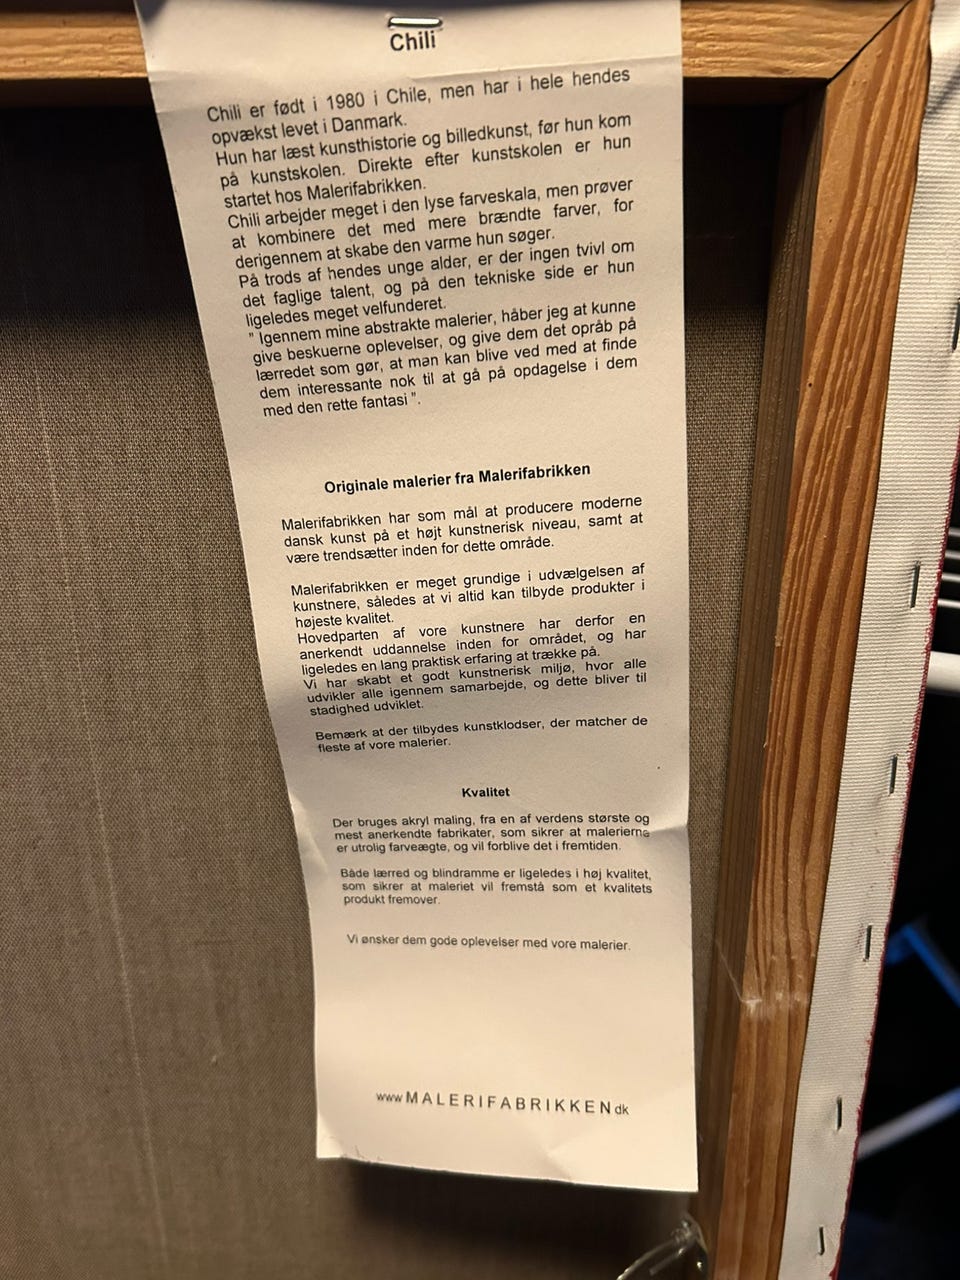 Chili
Chili er født i 1980 i Chile, men har i hele hendes
opvækst levet i Danmark.
Hun har læst kunsthistorie og billedkunst, før hun kom
på kunstskolen. Direkte efter kunstskolen er hun
startet hos Malerifabrikken.
Chili arbejder meget i den lyse farveskala, men prøver
at kombinere det med mere brændte farver, for
derigennem at skabe den varme hun søger.
På trods af hendes unge alder, er der ingen tvivl om
det faglige talent, og på den tekniske side er hun
ligeledes meget velfunderet.
" Igennem mine abstrakte malerier, håber jeg at kunne
give beskuerne oplevelser, og give dem det opråb på
lærredet som gør, at man kan blive ved med at finde
dem interessante nok til at gå på opdagelse i dem
med den rette fantasi ".
Originale malerier fra Malerifabrikken
Malerifabrikken har som mål at producere moderne
dansk kunst på et højt kunstnerisk niveau, samt at
være trendsætter inden for dette område.
Malerifabrikken er meget grundige i udvælgelsen af
kunstnere, således at vi altid kan tilbyde produkter i
højeste kvalitet.
Hovedparten af vore kunstnere har derfor en
anerkendt uddannelse inden for området, og har
ligeledes en lang praktisk erfaring at trække på.
Vi har skabt et godt kunstnerisk miljø, hvor alle
udvikler alle igennem samarbejde, og dette bliver til
stadighed udviklet.
Bemærk at der tilbydes kunstklodser, der matcher de
fleste af vore malerier.
Kvalitet
Der bruges akryl maling, fra en af verdens største og
mest anerkendte fabrikater, som sikrer at malerierne
er utrolig farveægte, og vil forblive det i fremtiden.
Både lærred og blindramme er ligeledes i høj kvalitet,
som sikrer at maleriet vil fremstå som et kvalitets
produkt fremover.
Vi ønsker dem gode oplevelser med vore malerier.
www MALERIFABRIKKEN dk